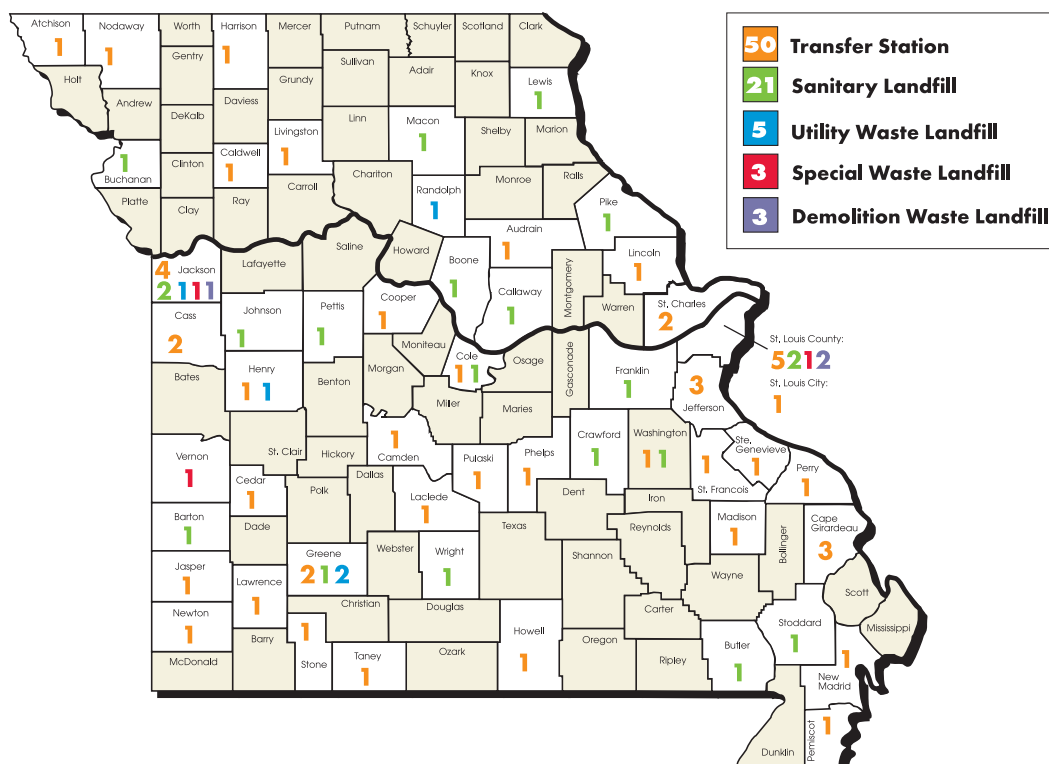 Atchison
1
Nodaway
1
Worth
Harrison
1
Mercer
Putnam
Schuyler
Scotland
Clark
Gentry
Sullivan
Adair
Knox
Holt
Andrew
DeKalb
Daviess
Grundy
Lewis
1
Linn
Macon
1
Shelby
Marion
Livingston
1
1
Buchanan
Clinton
Caldwell
1
Chariton
Carroll
Randolph
1
Monroe
Ralls
Platte
Clay
Ray
Pike
1
Audrain
1
Saline
Howard
Boone
1
Lincoln
1
4 Jackson
2 1 1 1
Lafayette
Callaway
1
Montgomery
Warren
St. Charles
2
Cooper
1
Cass
2
Johnson
1
Pettis
1
Moniteau
St. Louis County:
5 2 1 2
St. Louis City:
1
Cole
1 1
Osage
Gasconade
Franklin
1
3
Jefferson
Bates
Henry
1 1
Benton
Morgan
Miler
Maries
St. Clair
Hickory
1
Camden
Pulaski
1
Phelps
1
Crawford
1
Washington
1 1
1
St. Francois
Ste.
Genevieve
1
Perry
1
Vernon
1
Cedar
1
Polk
Dallas
Laclede
1
Dent
Iron
Barton
1
Dade
Texas
Reynolds
Madison
1
Bollinger
Cape
Girardeau
3
Jasper
1
Greene
2 1 2
Webster
Wright
1
Shannon
Wayne
Lawrence
1
Newton
1
Christian
Douglas
Carter
Scott
Mississippi
Stoddard
1
McDonald
Barry
1
Stone
Taney
1
Ozark
Howell
1
Oregon
Ripley
Butler
1
1
New
Madrid
Dunklin
Pemiscot
1
50 Transfer Station
21 Sanitary Landfill
5 Utility Waste Landfill
3 Special Waste Landfill
3 Demolition Waste Landfill